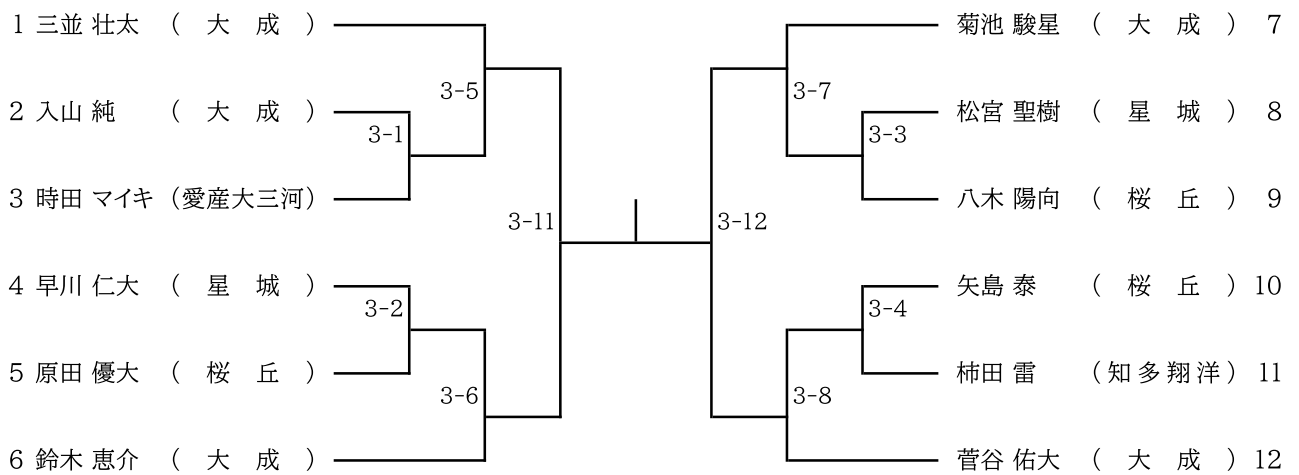 1 三並 壮太 （ 大 成 ）
3-5
2 入山 純 （ 大 成 ）
3-1
3 時田 マイキ （愛産大三河）
3-11
4 早川 仁大 （ 星 城 ）
3-2
5 原田 優大 （ 桜 丘 ）
3-6
6 鈴木 恵介 （ 大 成 ）
菊池 駿星 （ 大 成 ） 7
3-7
松宮 聖樹 （ 星 城 ） 8
3-3
八木 陽向 （ 桜 丘 ） 9
3-12
矢島 泰 （ 桜 丘 ） 10
3-4
柿田 雷 （知多翔洋） 11
3-8
菅谷 佑大 （ 大 成 ） 12